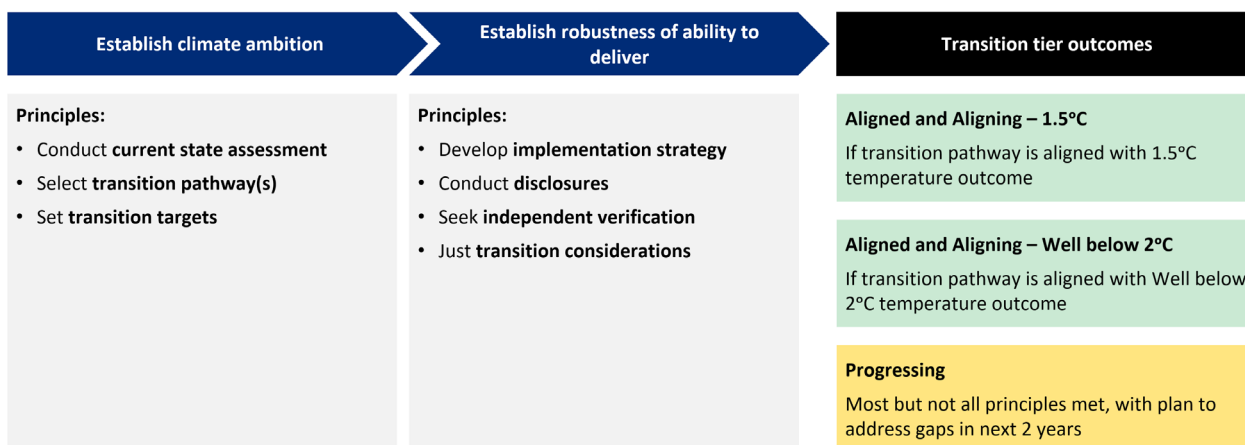 Establish climate ambition
Establish robustness of ability to
deliver
Transition tier outcomes
Principles:
• Conduct current state assessment
• Select transition pathway(s)
• Set transition targets
Principles:
• Develop implementation strategy
• Conduct disclosures
• Seek independent verification
• Just transition considerations
Aligned and Aligning – 1.5°C
If transition pathway is aligned with 1.5°C
temperature outcome
Aligned and Aligning – Well below 2°C
If transition pathway is aligned with Well below
2°C temperature outcome
Progressing
Most but not all principles met, with plan to
address gaps in next 2 years